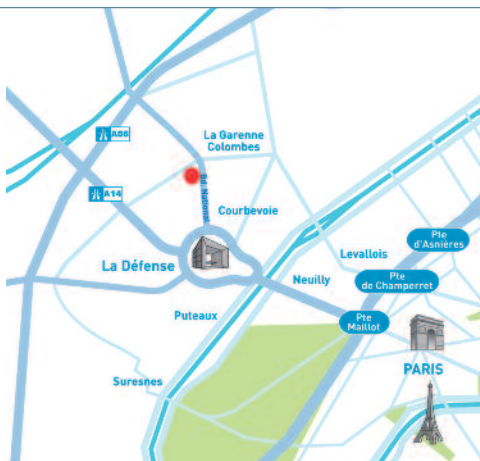 A86
La Garenne
Colombes
A14
Bd. National
Courbevoie
Pte
d'Asnières
Levallois
La Défense
Neuilly
Pte
de Champerret
Puteaux
Pte
Maillot
PARIS
Suresnes